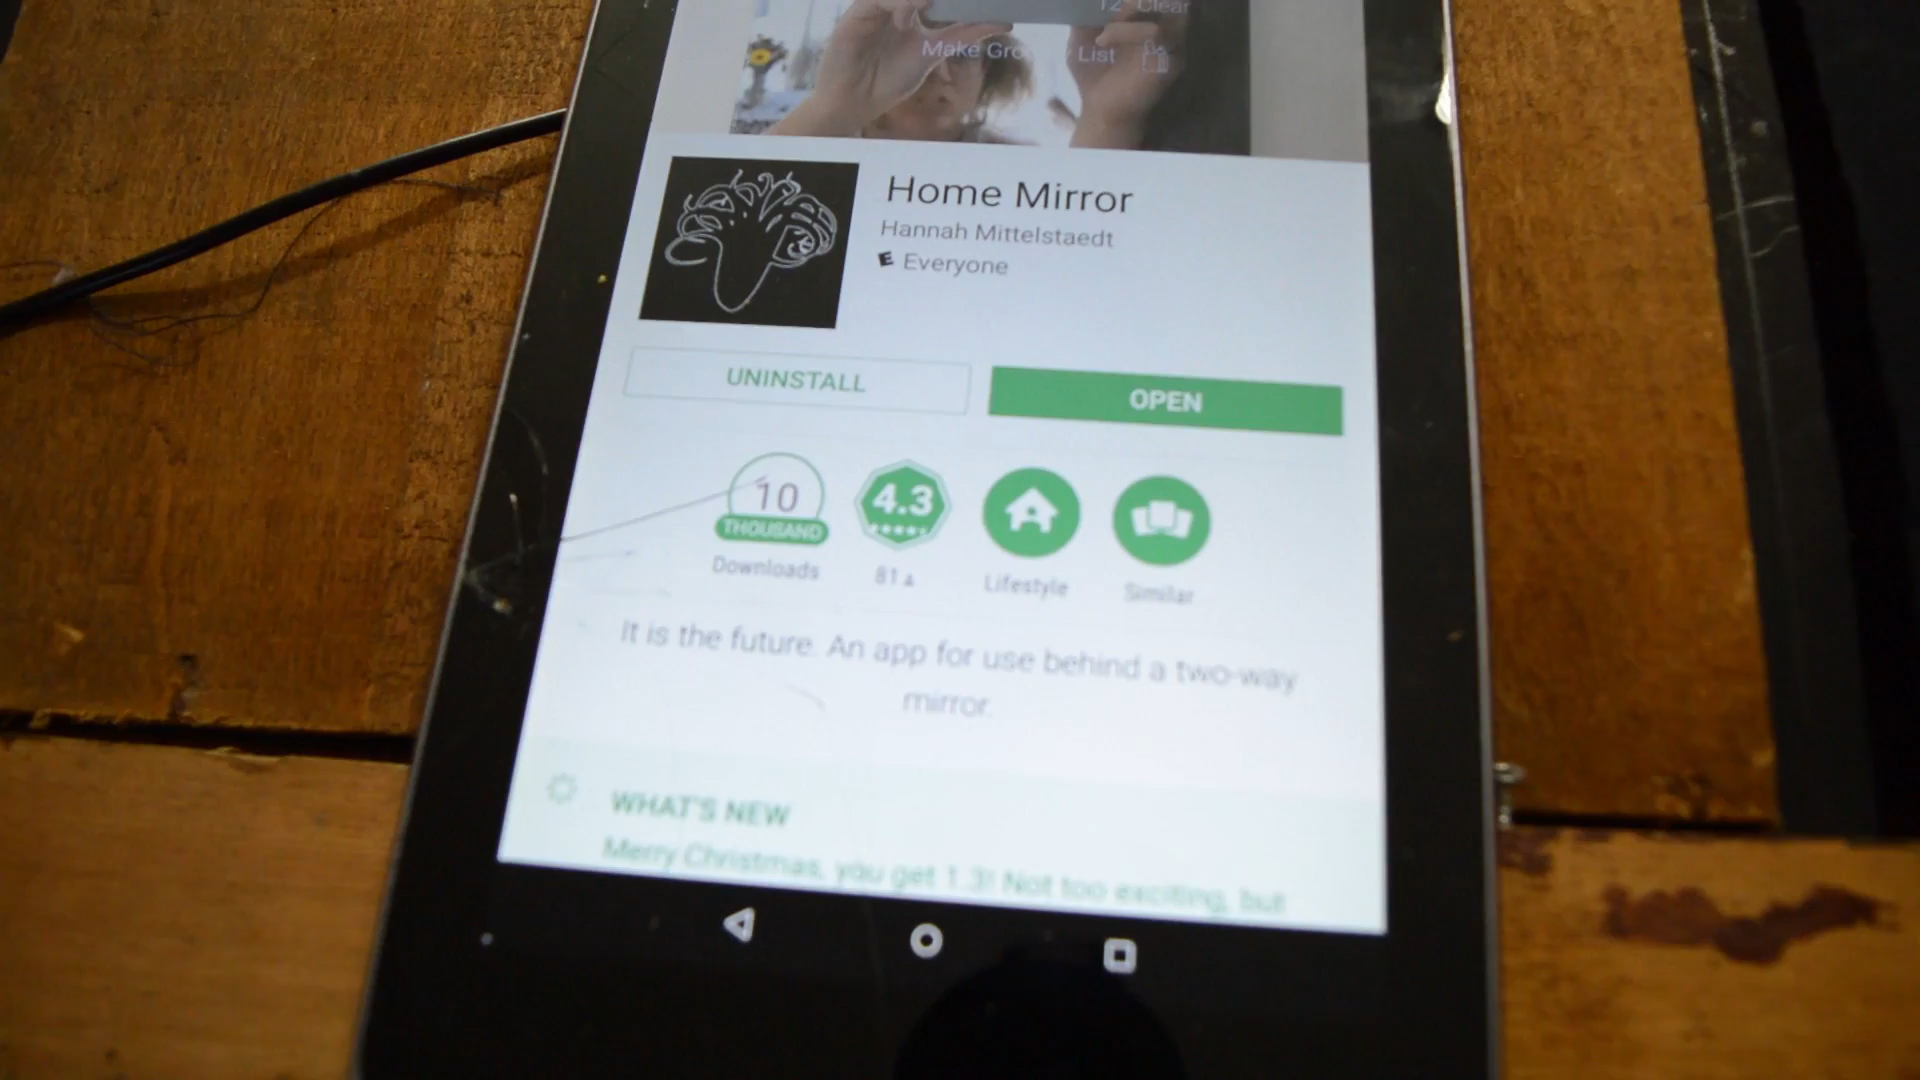 12° Clear
Make Gro y List
Home Mirror
Hannah Mittelstaedt
E Everyone
UNINSTALL
OPEN
10
THOUSAND
Downloads
4.3
81
Lifestyle
Similar
It is the future. An app for use behind a two-way
mirror.
WHAT'S NEW
Merry Christmas, you get 1.3! Not too exciting, but